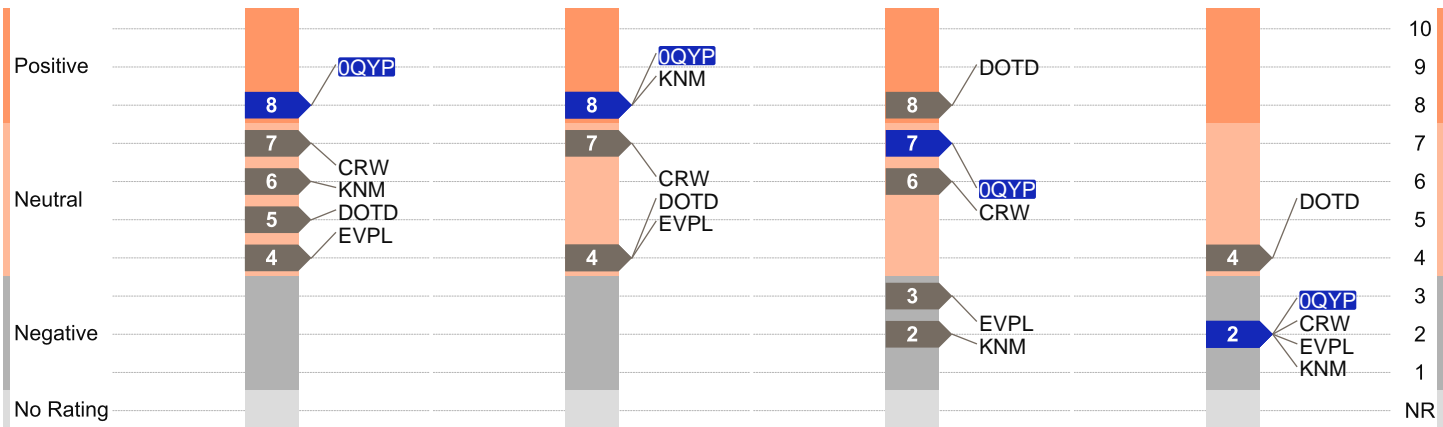 10
Positive
0QYP
0QYP
DOTD
9
KNM
8
8
8
8
7
7
7
7
CRW
KNM
CRW
6
6
0QYP
6
Neutral
DOTD
DOTD
CRW
DOTD
5
5
EVPL
EVPL
4
4
4
4
3
0QYP
3
EVPL
CRW
Negative
2
KNM
2
EVPL
2
KNM
1
No Rating
NR